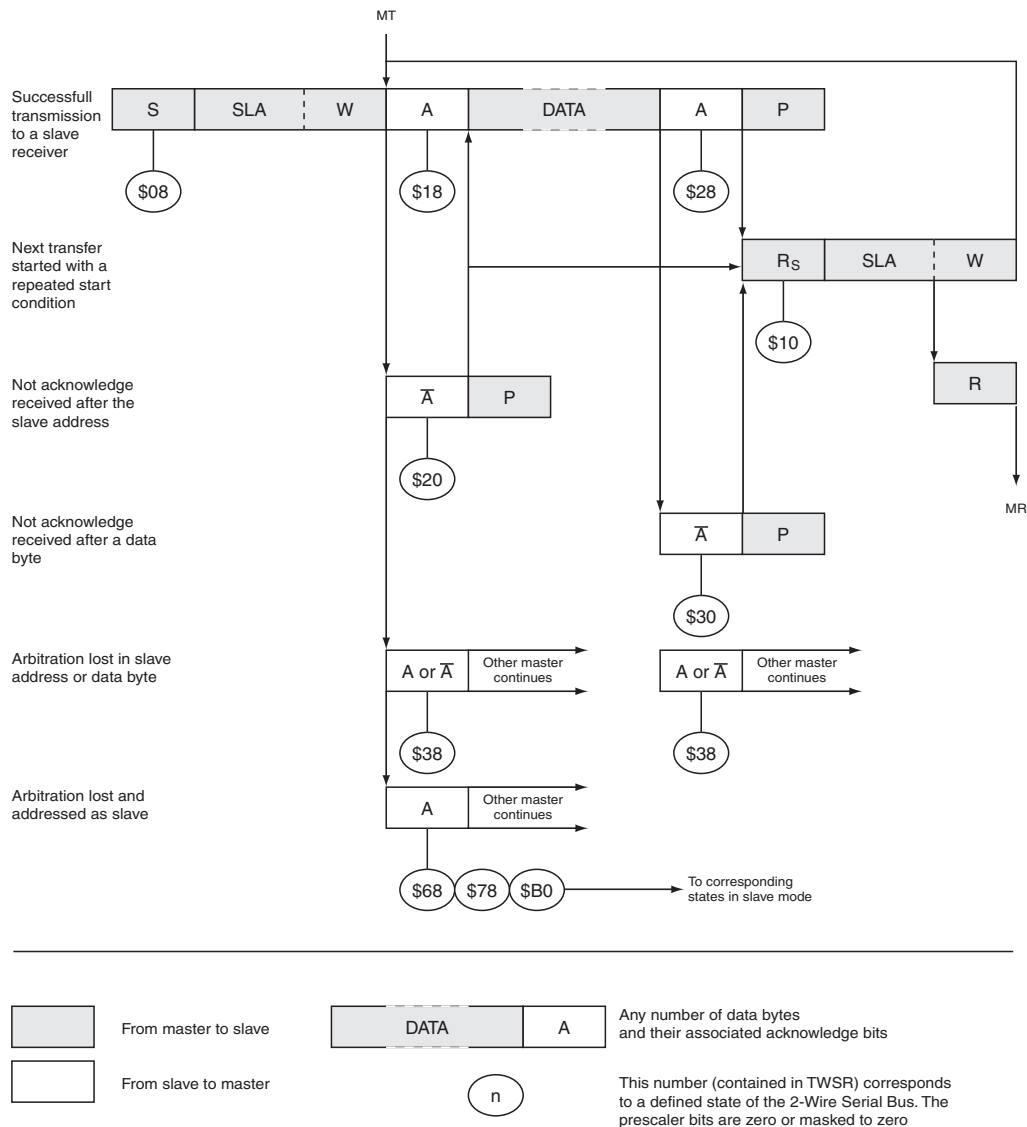 MT
Successfull
transmission
to a slave
receiver
S SLA W A DATA A P
$08 $18 $28
Next transfer
started with a
repeated start
condition
RS SLA W
$10
Not acknowledge
received after the
slave address
A̅ P
R
$20
MR
Not acknowledge
received after a data
byte
A̅ P
$30
Arbitration lost in slave
address or data byte
A or A̅ Other master
continues
A or A̅ Other master
continues
$38 $38
Arbitration lost and
addressed as slave
A Other master
continues
$68 $78 $B0
To corresponding
states in slave mode
From master to slave
DATA A
Any number of data bytes
and their associated acknowledge bits
From slave to master
n
This number (contained in TWSR) corresponds
to a defined state of the 2-Wire Serial Bus. The
prescaler bits are zero or masked to zero